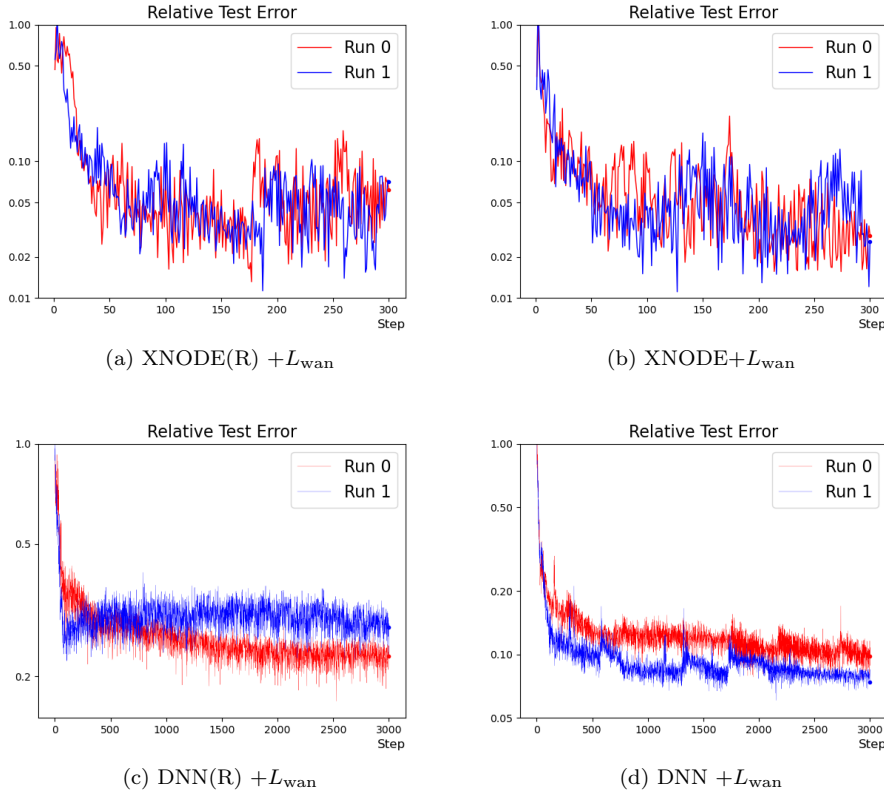 Relative Test Error
1.00
0.50
0.10
0.05
0.02
0.01
Run 0
Run 1
0 50 100 150 200 250 300
Step
(a) XNODE(R) +L_wan
Relative Test Error
1.00
0.50
0.10
0.05
0.02
0.01
Run 0
Run 1
0 50 100 150 200 250 300
Step
(b) XNODE+L_wan
Relative Test Error
1.0
0.5
0.2
Run 0
Run 1
0 500 1000 1500 2000 2500 3000
Step
(c) DNN(R) +L_wan
Relative Test Error
1.00
0.50
0.20
0.10
0.05
Run 0
Run 1
0 500 1000 1500 2000 2500 3000
Step
(d) DNN +L_wan